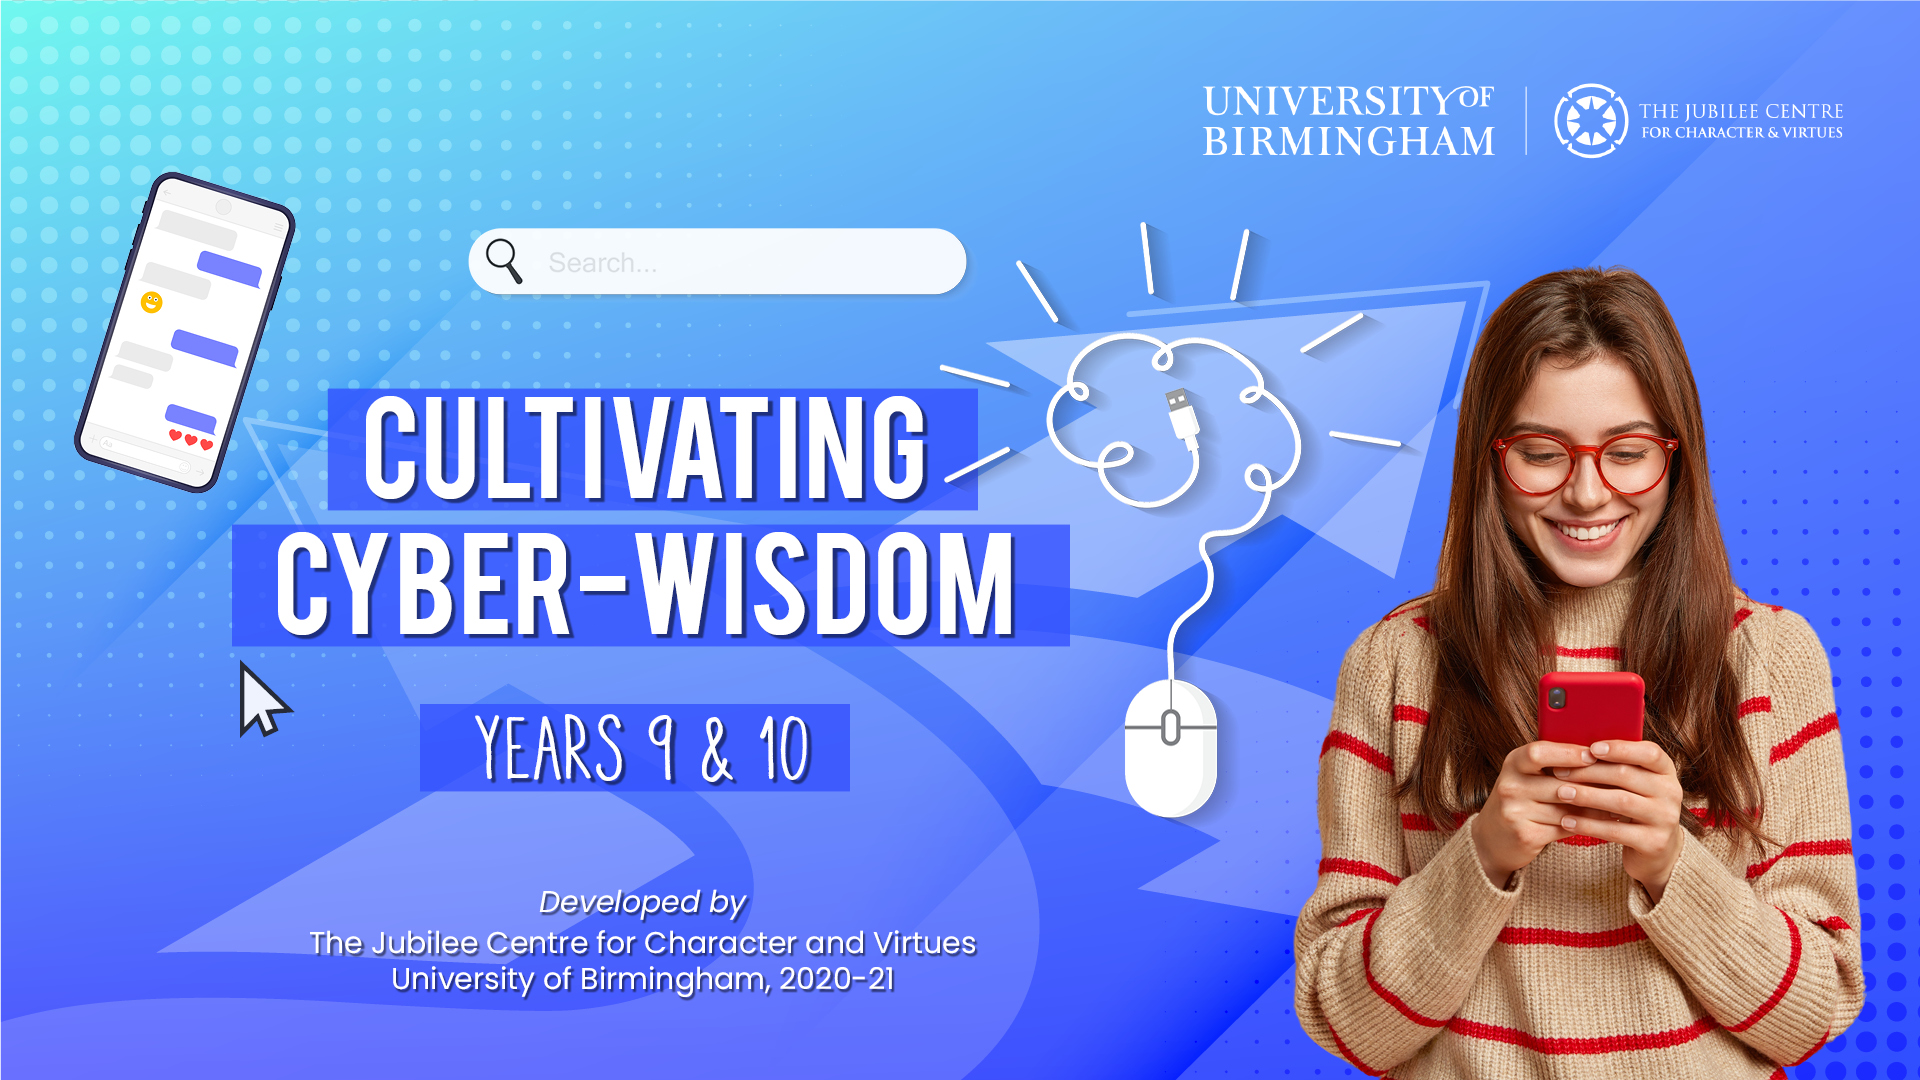 UNIVERSITY OF
BIRMINGHAM
THE JUBILEE CENTRE
FOR CHARACTER & VIRTUES
Search...
CULTIVATING
CYBER-WISDOM
YEARS 9 & 10
Aa
Developed by
The Jubilee Centre for Character and Virtues
University of Birmingham, 2020-21